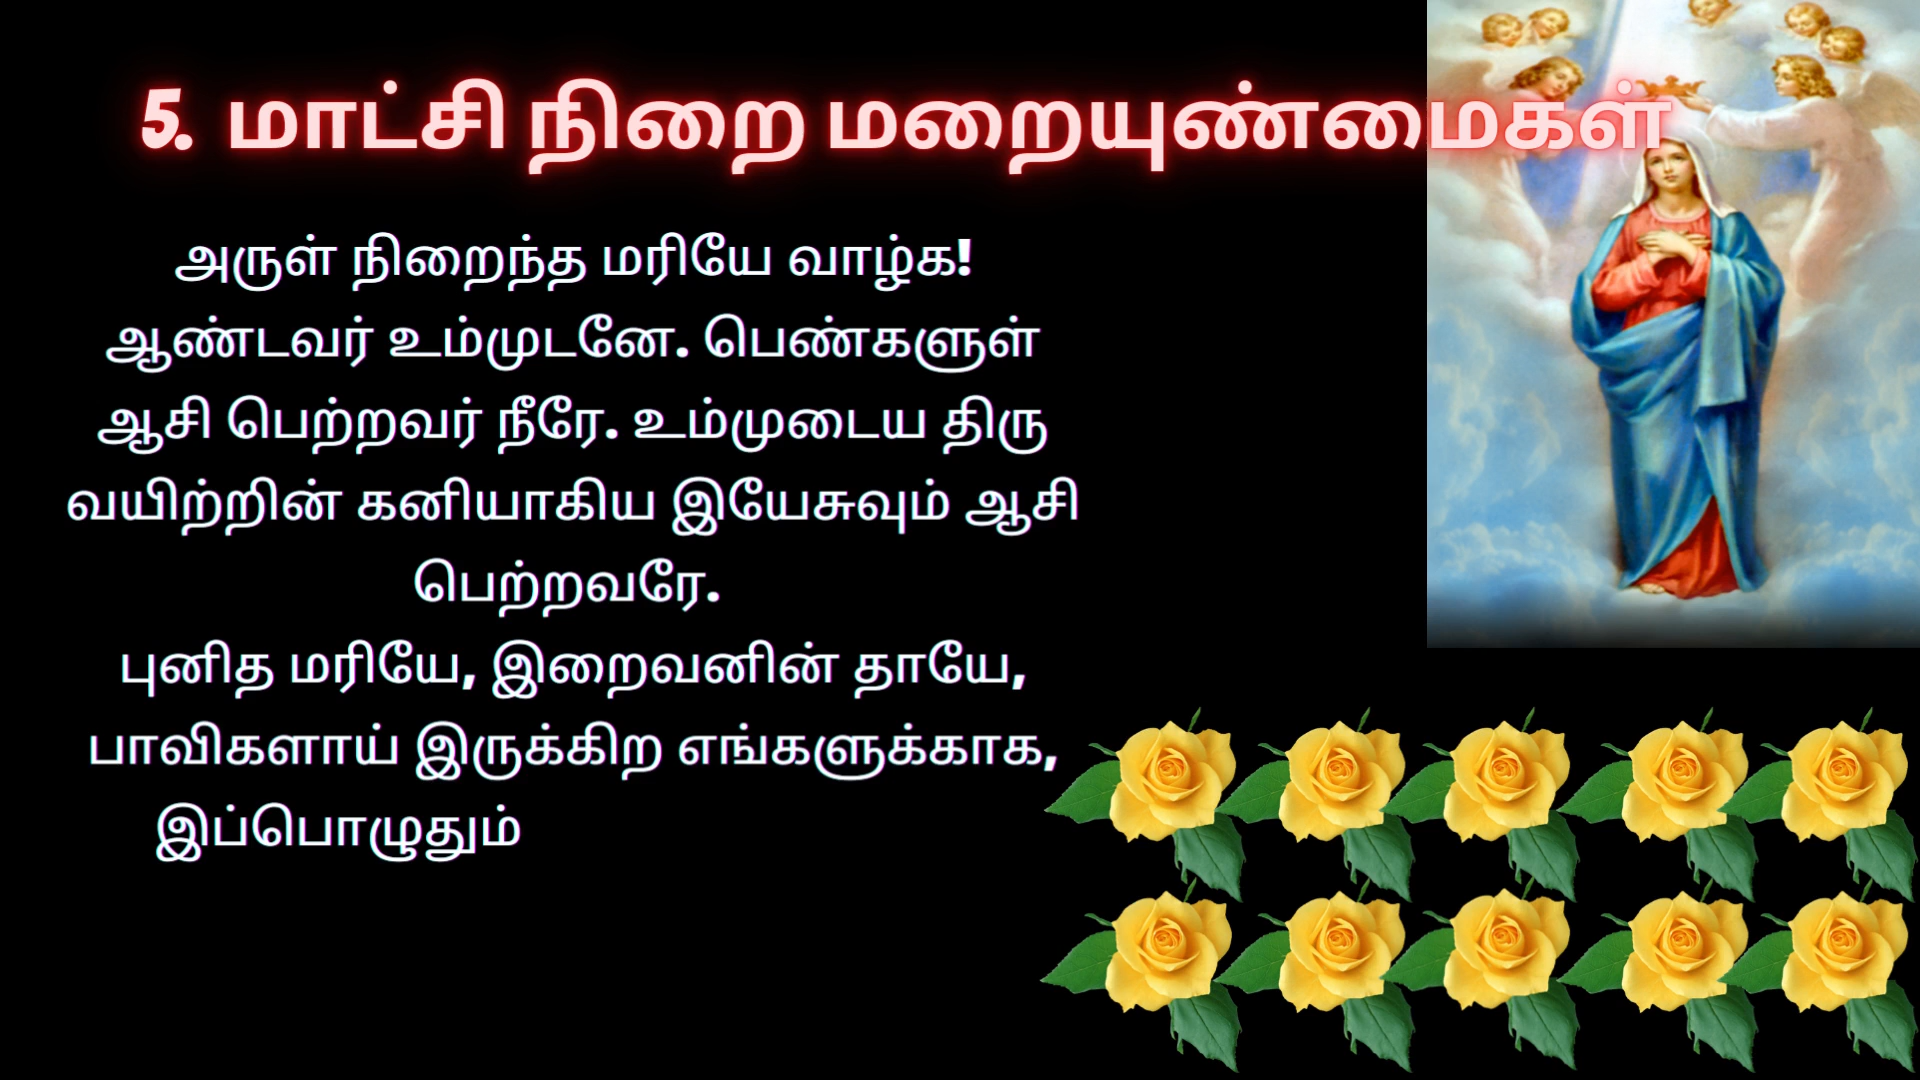 5. மாட்சி நிறை மறையுண்மைகள்
அருள் நிறைந்த மரியே வாழ்க!
ஆண்டவர் உம்முடனே. பெண்களுள்
ஆசி பெற்றவர் நீரே. உம்முடைய திரு
வயிற்றின் கனியாகிய இயேசுவும் ஆசி
பெற்றவரே.
புனித மரியே, இறைவனின் தாயே,
பாவிகளாய் இருக்கிற எங்களுக்காக,
இப்பொழுதும்